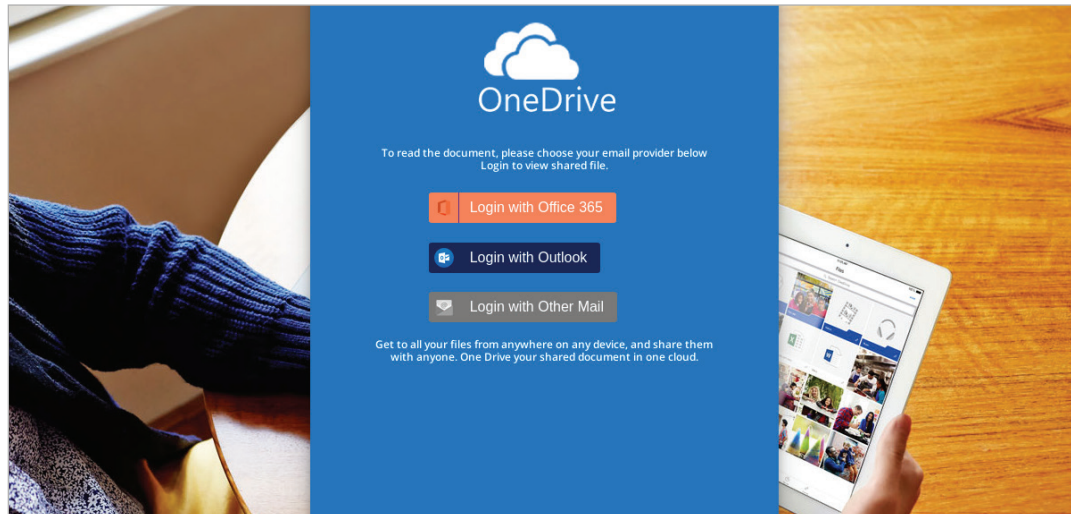 OneDrive
To read the document, please choose your email provider below
Login to view shared file.
Login with Office 365
Login with Outlook
Login with Other Mail
Get to all your files from anywhere on any device, and share them
with anyone. One Drive your shared document in one cloud.
Files